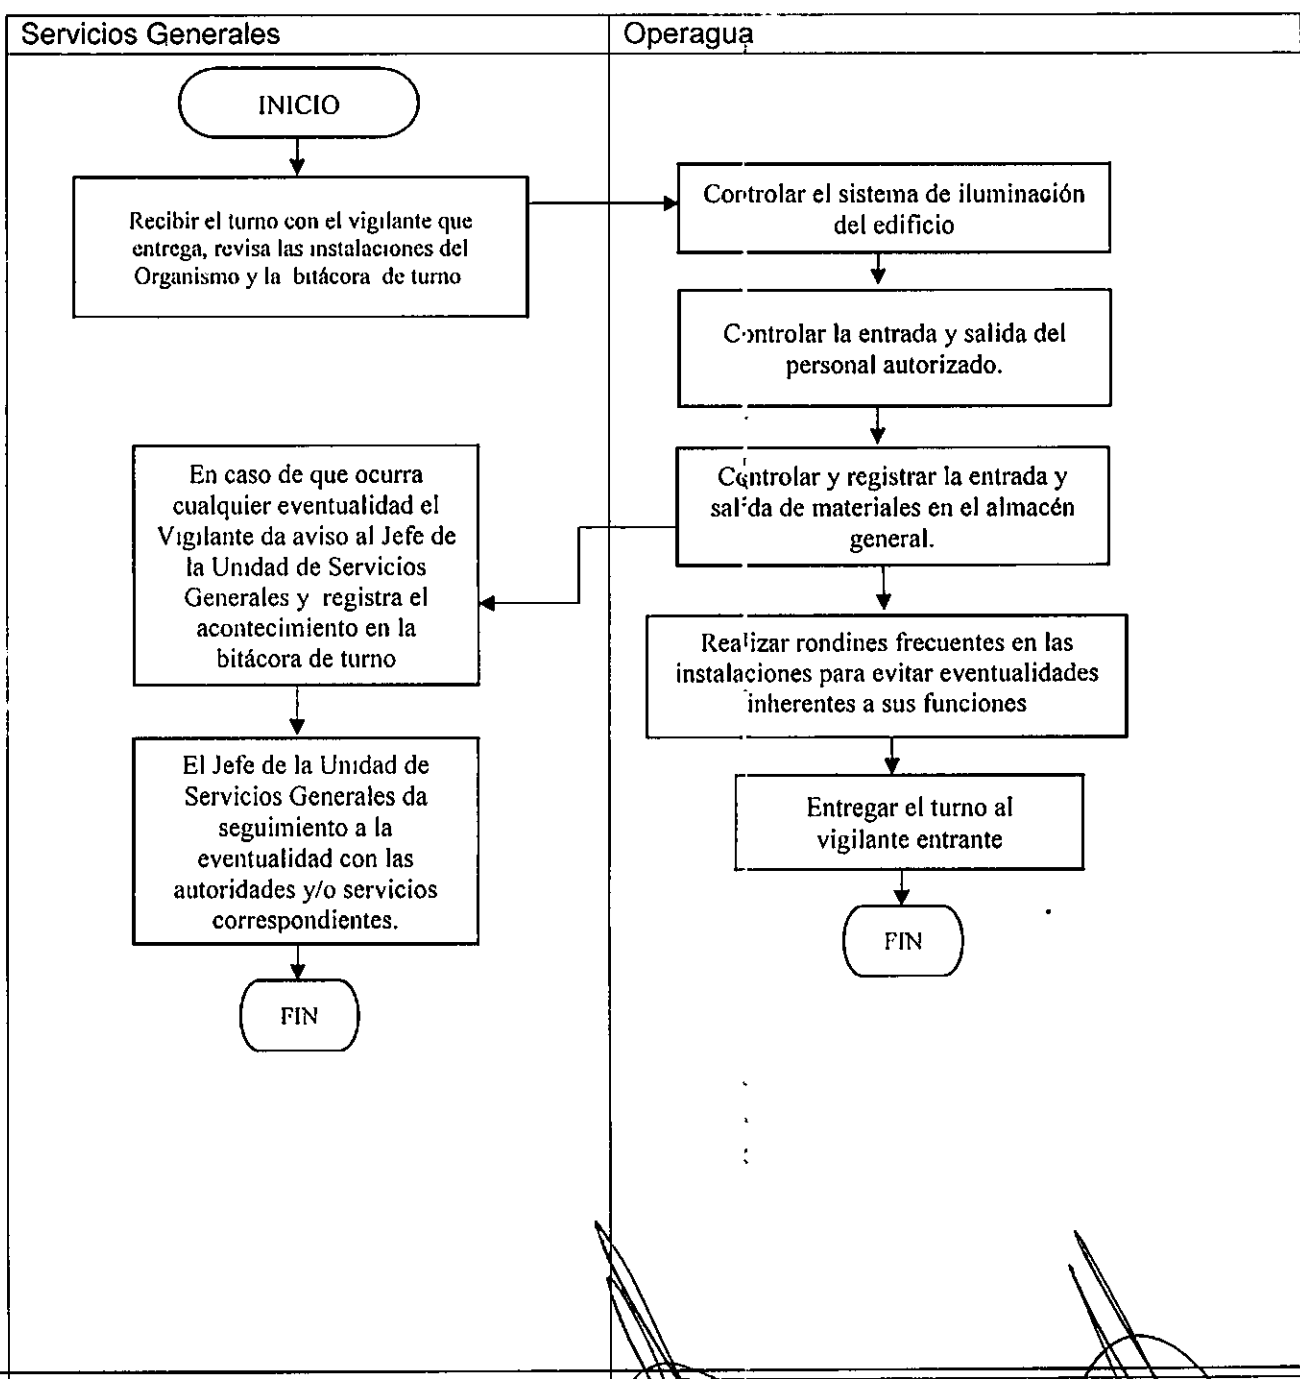 Servicios Generales
Operagua
INICIO
Recibir el turno con el vigilante que
entrega, revisa las instalaciones del
Organismo y la bitácora de turno
Controlar el sistema de iluminación
del edificio
Controlar la entrada y salida del
personal autorizado.
Controlar y registrar la entrada y
salida de materiales en el almacén
general.
En caso de que ocurra
cualquier eventualidad el
Vigilante da aviso al Jefe de
la Unidad de Servicios
Generales y registra el
acontecimiento en la
bitácora de turno
Realizar rondines frecuentes en las
instalaciones para evitar eventualidades
inherentes a sus funciones
El Jefe de la Unidad de
Servicios Generales da
seguimiento a la
eventualidad con las
autoridades y/o servicios
correspondientes.
Entregar el turno al
vigilante entrante
FIN
FIN